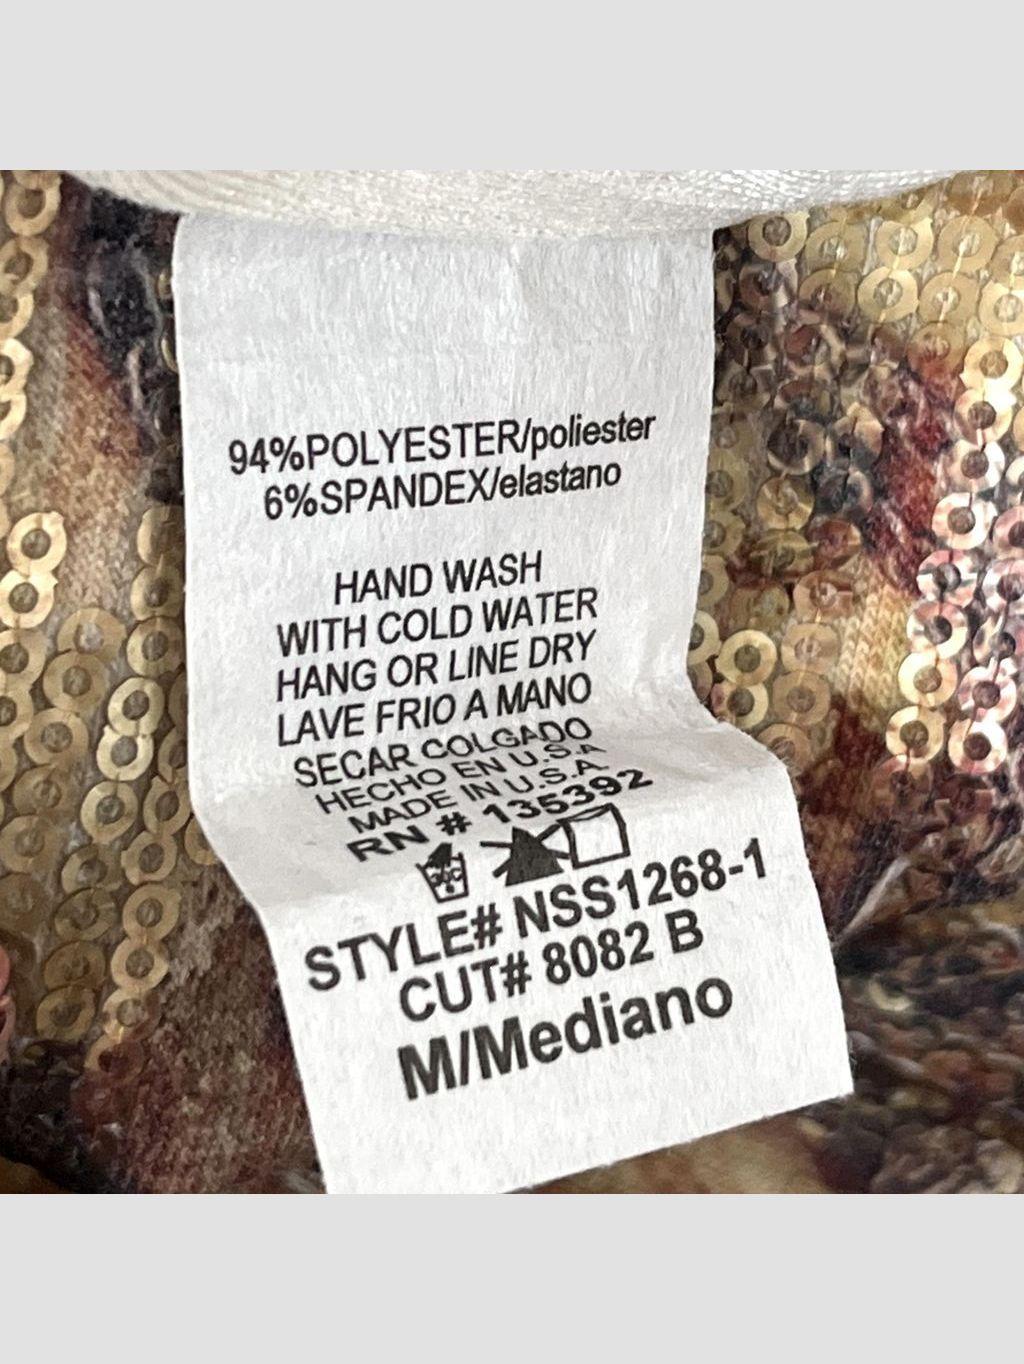 94%POLYESTER/poliester
6%SPANDEX/elastano
HAND WASH
WITH COLD WATER
HANG OR LINE DRY
LAVE FRIO A MANO
SECAR COLGADO
HECHO EN U.S.A
MADE IN U.S.A.
RN # 135392
STYLE# NSS1268-1
CUT# 8082 B
M/Mediano